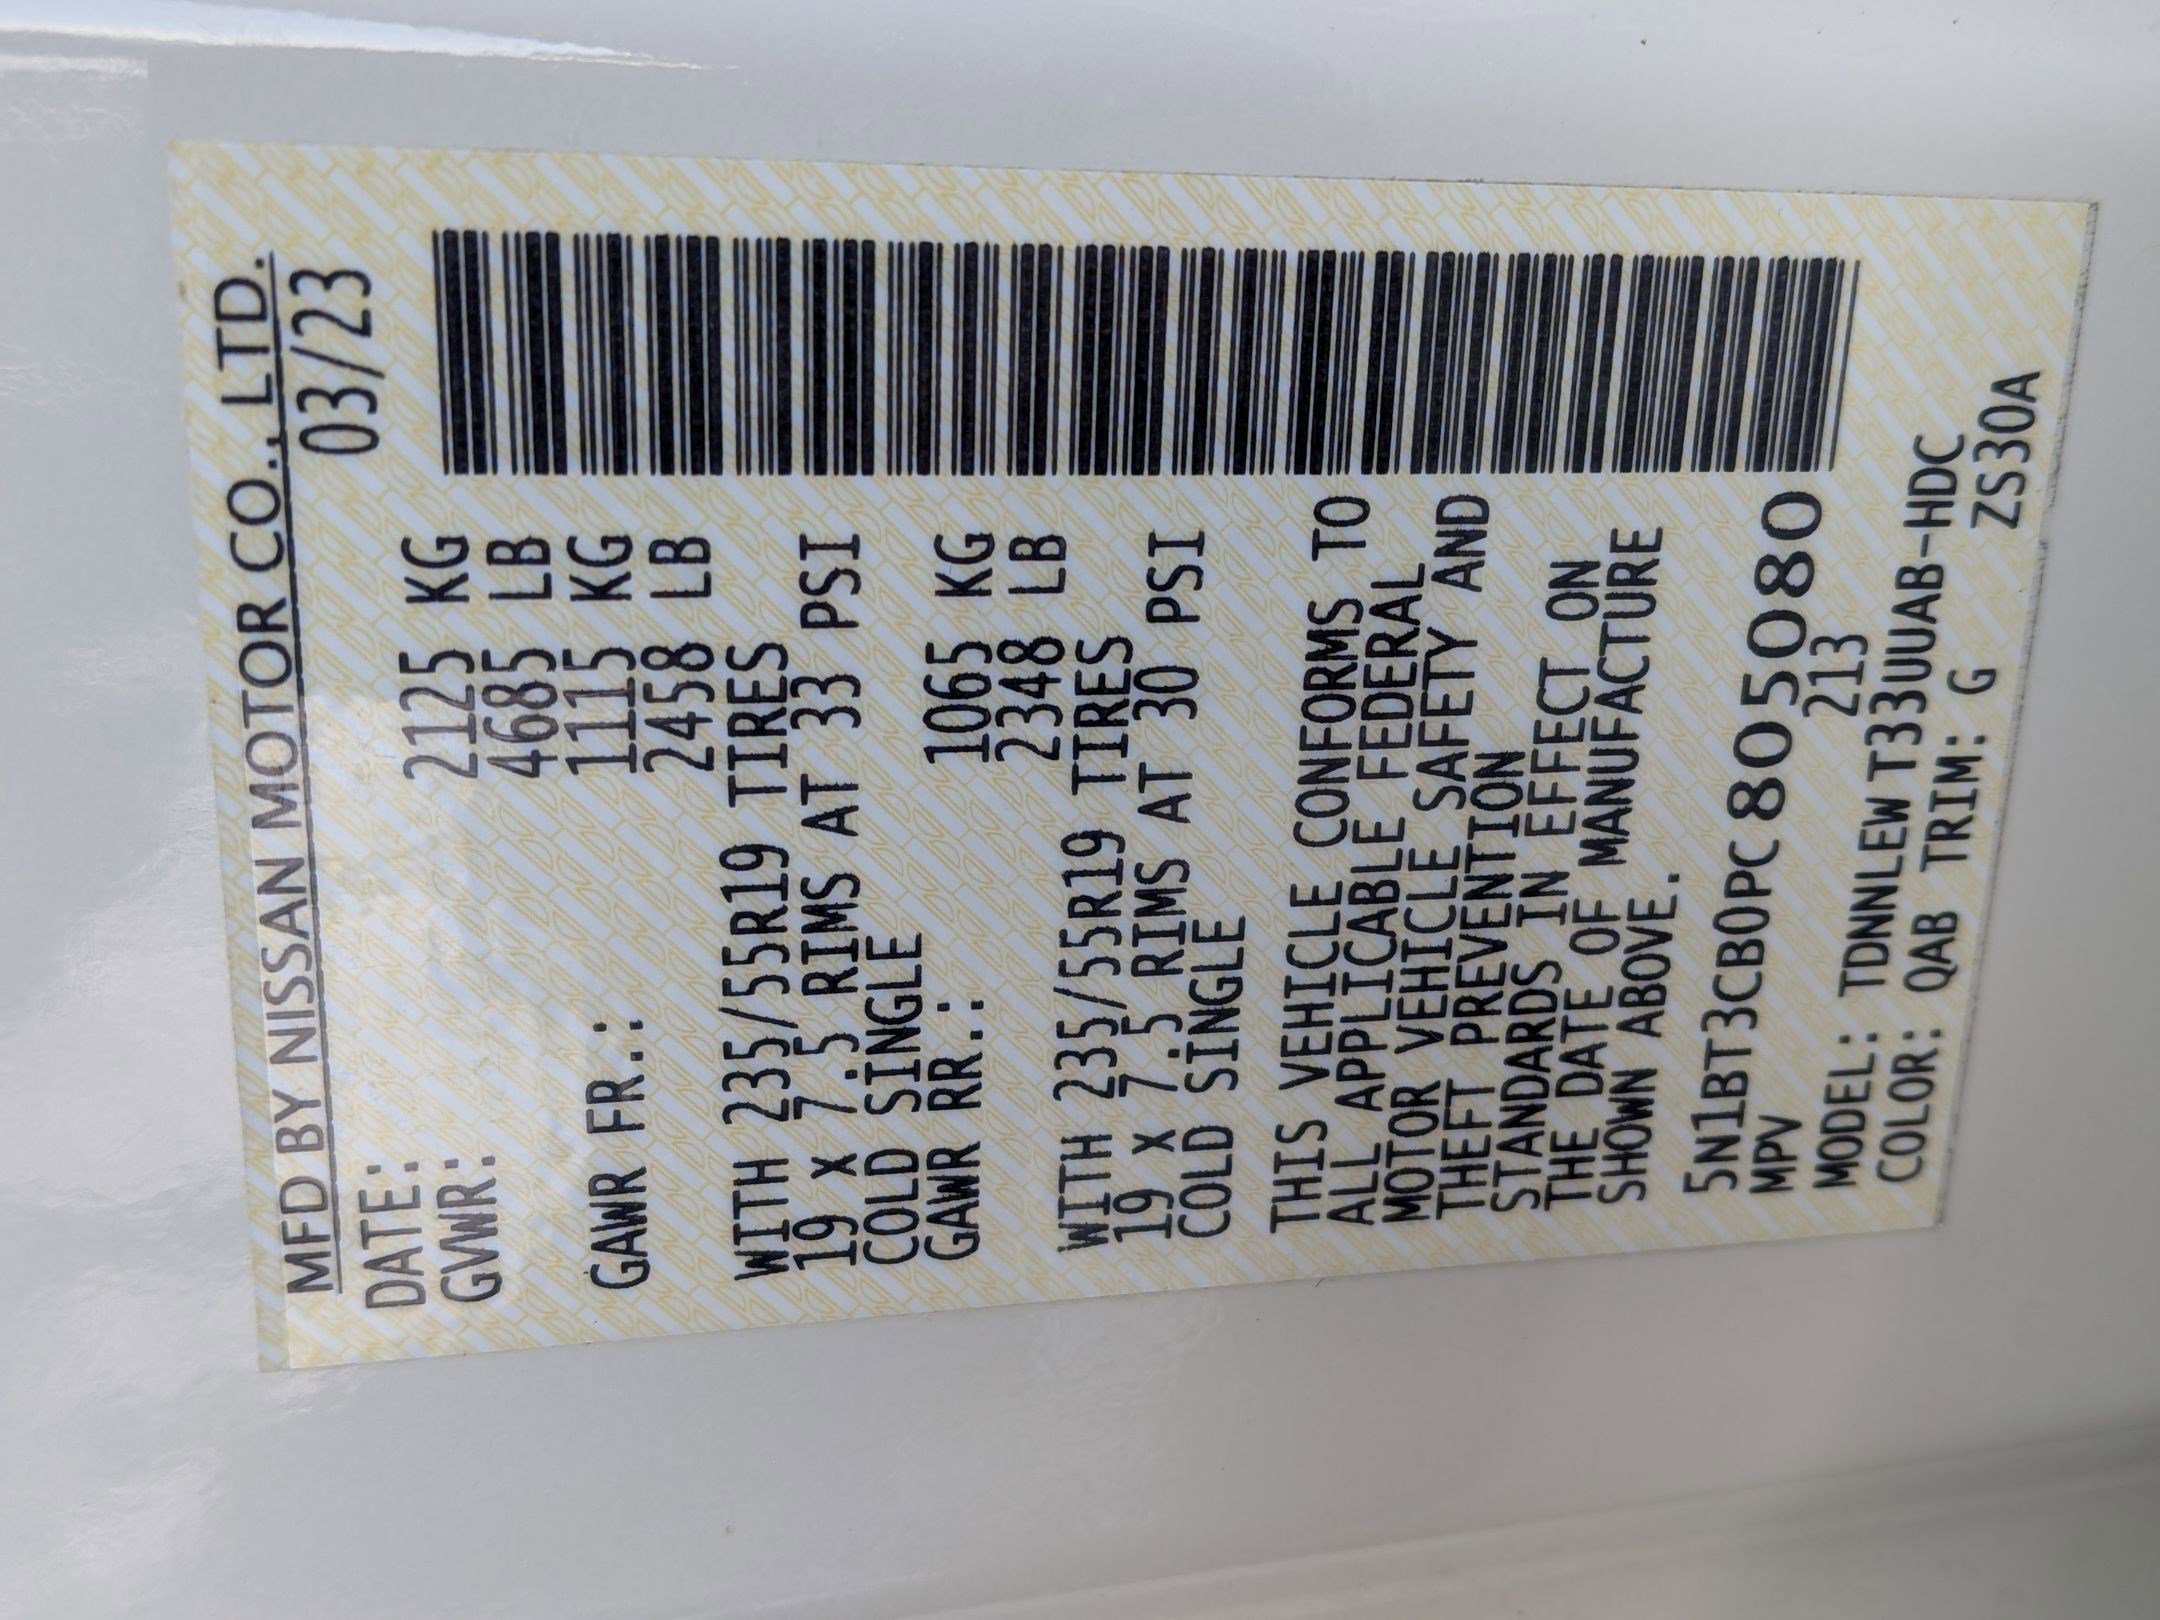 MFD BY NISSAN MOTOR CO., LTD.
DATE: 03/23
GVWR: 2125 KG
4685 LB
GAWR FR.: 1115 KG
2458 LB
WITH 235/55R19 TIRES
19 x 7.5 RIMS AT 33 PSI
COLD SINGLE
GAWR RR.: 1065 KG
2348 LB
WITH 235/55R19 TIRES
19 x 7.5 RIMS AT 30 PSI
COLD SINGLE
THIS VEHICLE CONFORMS TO
ALL APPLICABLE FEDERAL
MOTOR VEHICLE SAFETY AND
THEFT PREVENTION
STANDARDS IN EFFECT ON
THE DATE OF MANUFACTURE
SHOWN ABOVE.
5N1BT3CB0PC805080
MPV 213
MODEL: TDNNLEW T33UUAB-HDC
COLOR: QAB TRIM: G ZS30A